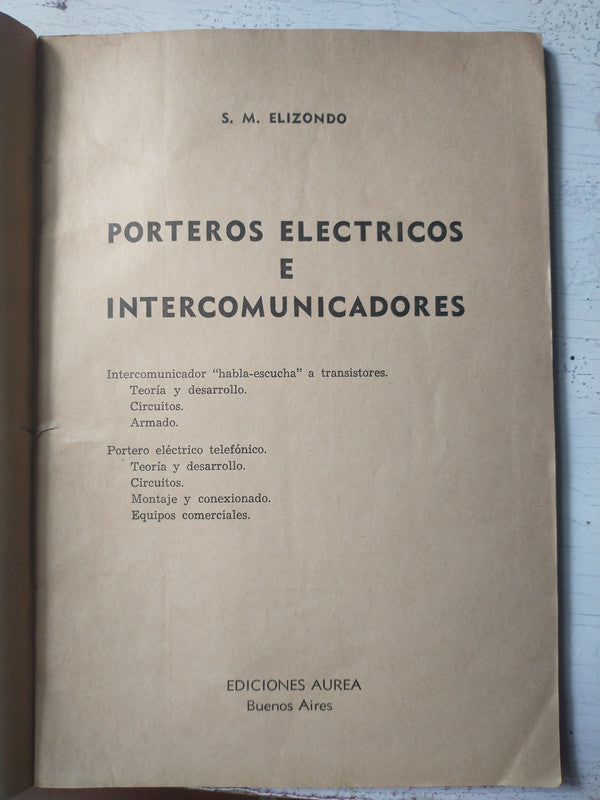 S. M. ELIZONDO
PORTEROS ELECTRICOS
E
INTERCOMUNICADORES
Intercomunicador “habla-escucha” a transistores.
Teoría y desarrollo.
Circuitos.
Armado.
Portero eléctrico telefónico.
Teoría y desarrollo.
Circuitos.
Montaje y conexionado.
Equipos comerciales.
EDICIONES AUREA
Buenos Aires